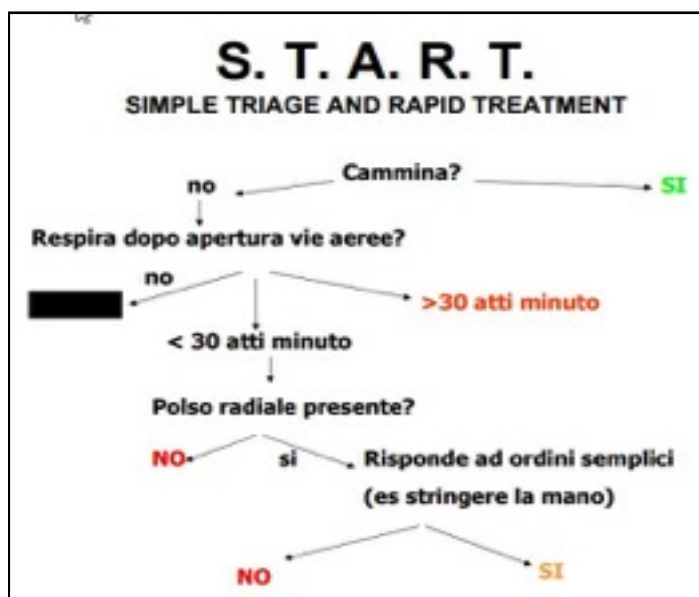 S. T. A. R. T.
SIMPLE TRIAGE AND RAPID TREATMENT
Cammina?
no
SI
Respira dopo apertura vie aeree?
no
>30 atti minuto
< 30 atti minuto
Polso radiale presente?
NO
si
Risponde ad ordini semplici
(es stringere la mano)
NO
SI